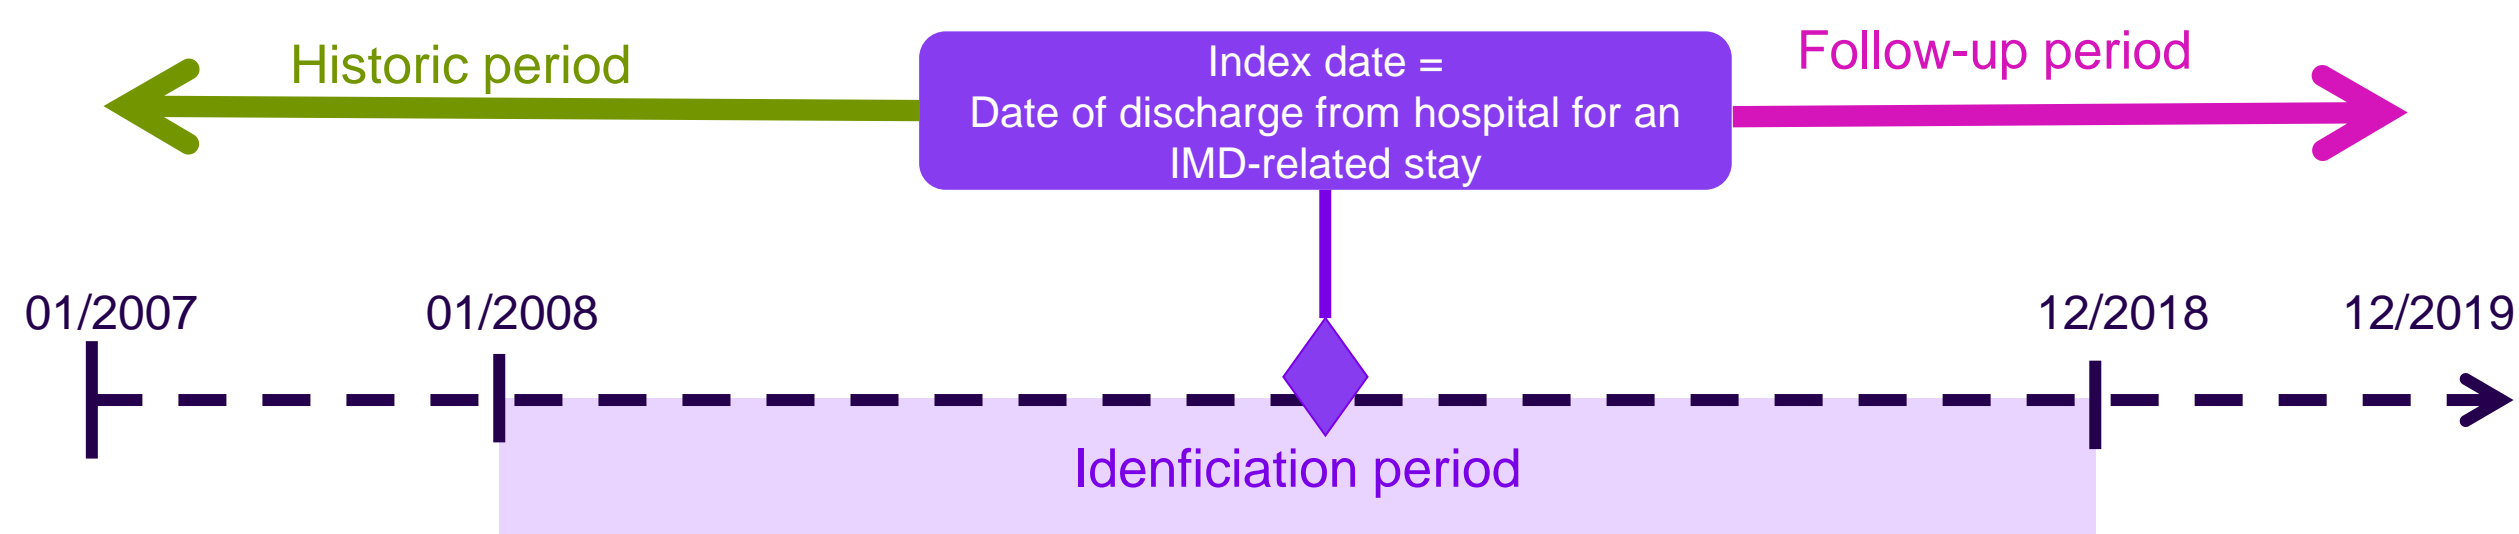 Historic period
Index date =
Date of discharge from hospital for an
IMD-related stay
Follow-up period
01/2007
01/2008
12/2018
12/2019
Idenficiation period